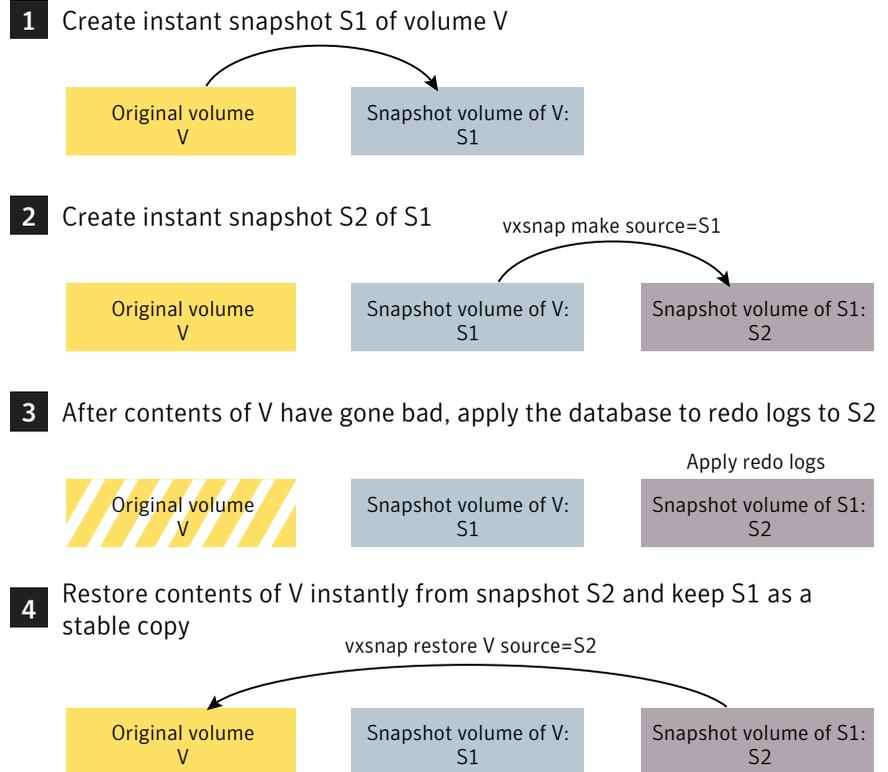 1 Create instant snapshot S1 of volume V
Original volume
V
Snapshot volume of V:
S1
2 Create instant snapshot S2 of S1
vxsnap make source=S1
Original volume
V
Snapshot volume of V:
S1
Snapshot volume of S1:
S2
3 After contents of V have gone bad, apply the database to redo logs to S2
Apply redo logs
Original volume
V
Snapshot volume of V:
S1
Snapshot volume of S1:
S2
4 Restore contents of V instantly from snapshot S2 and keep S1 as a
stable copy
vxsnap restore V source=S2
Original volume
V
Snapshot volume of V:
S1
Snapshot volume of S1:
S2